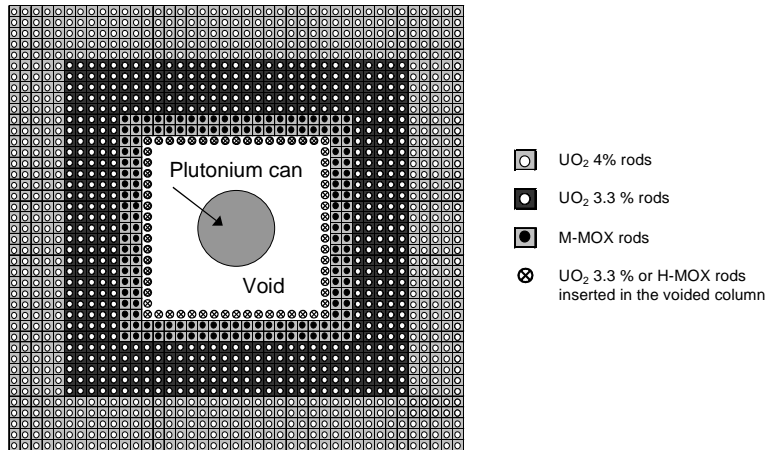 Plutonium can
Void
UO₂ 4% rods
UO₂ 3.3 % rods
M-MOX rods
UO₂ 3.3 % or H-MOX rods
inserted in the voided column